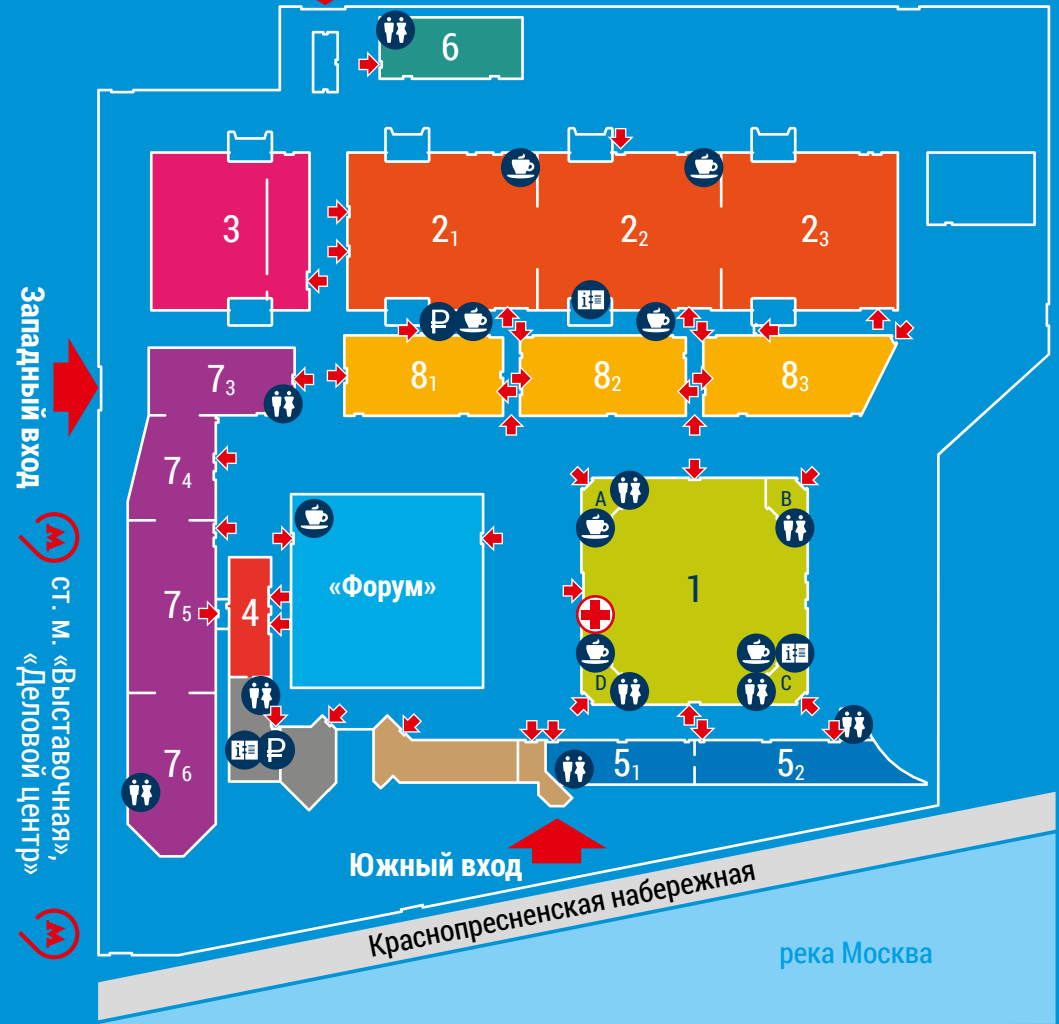 6
3
2₁
2₂
2₃
i
₽
8₁
8₂
8₃
7₃
Западный вход
7₄
A
B
«Форум»
1
7₅
4
D
C
i
ст. м. «Выставочная»,
«Деловой центр»
i
₽
7₆
5₁
5₂
Южный вход
Краснопресненская набережная
река Москва
м
м